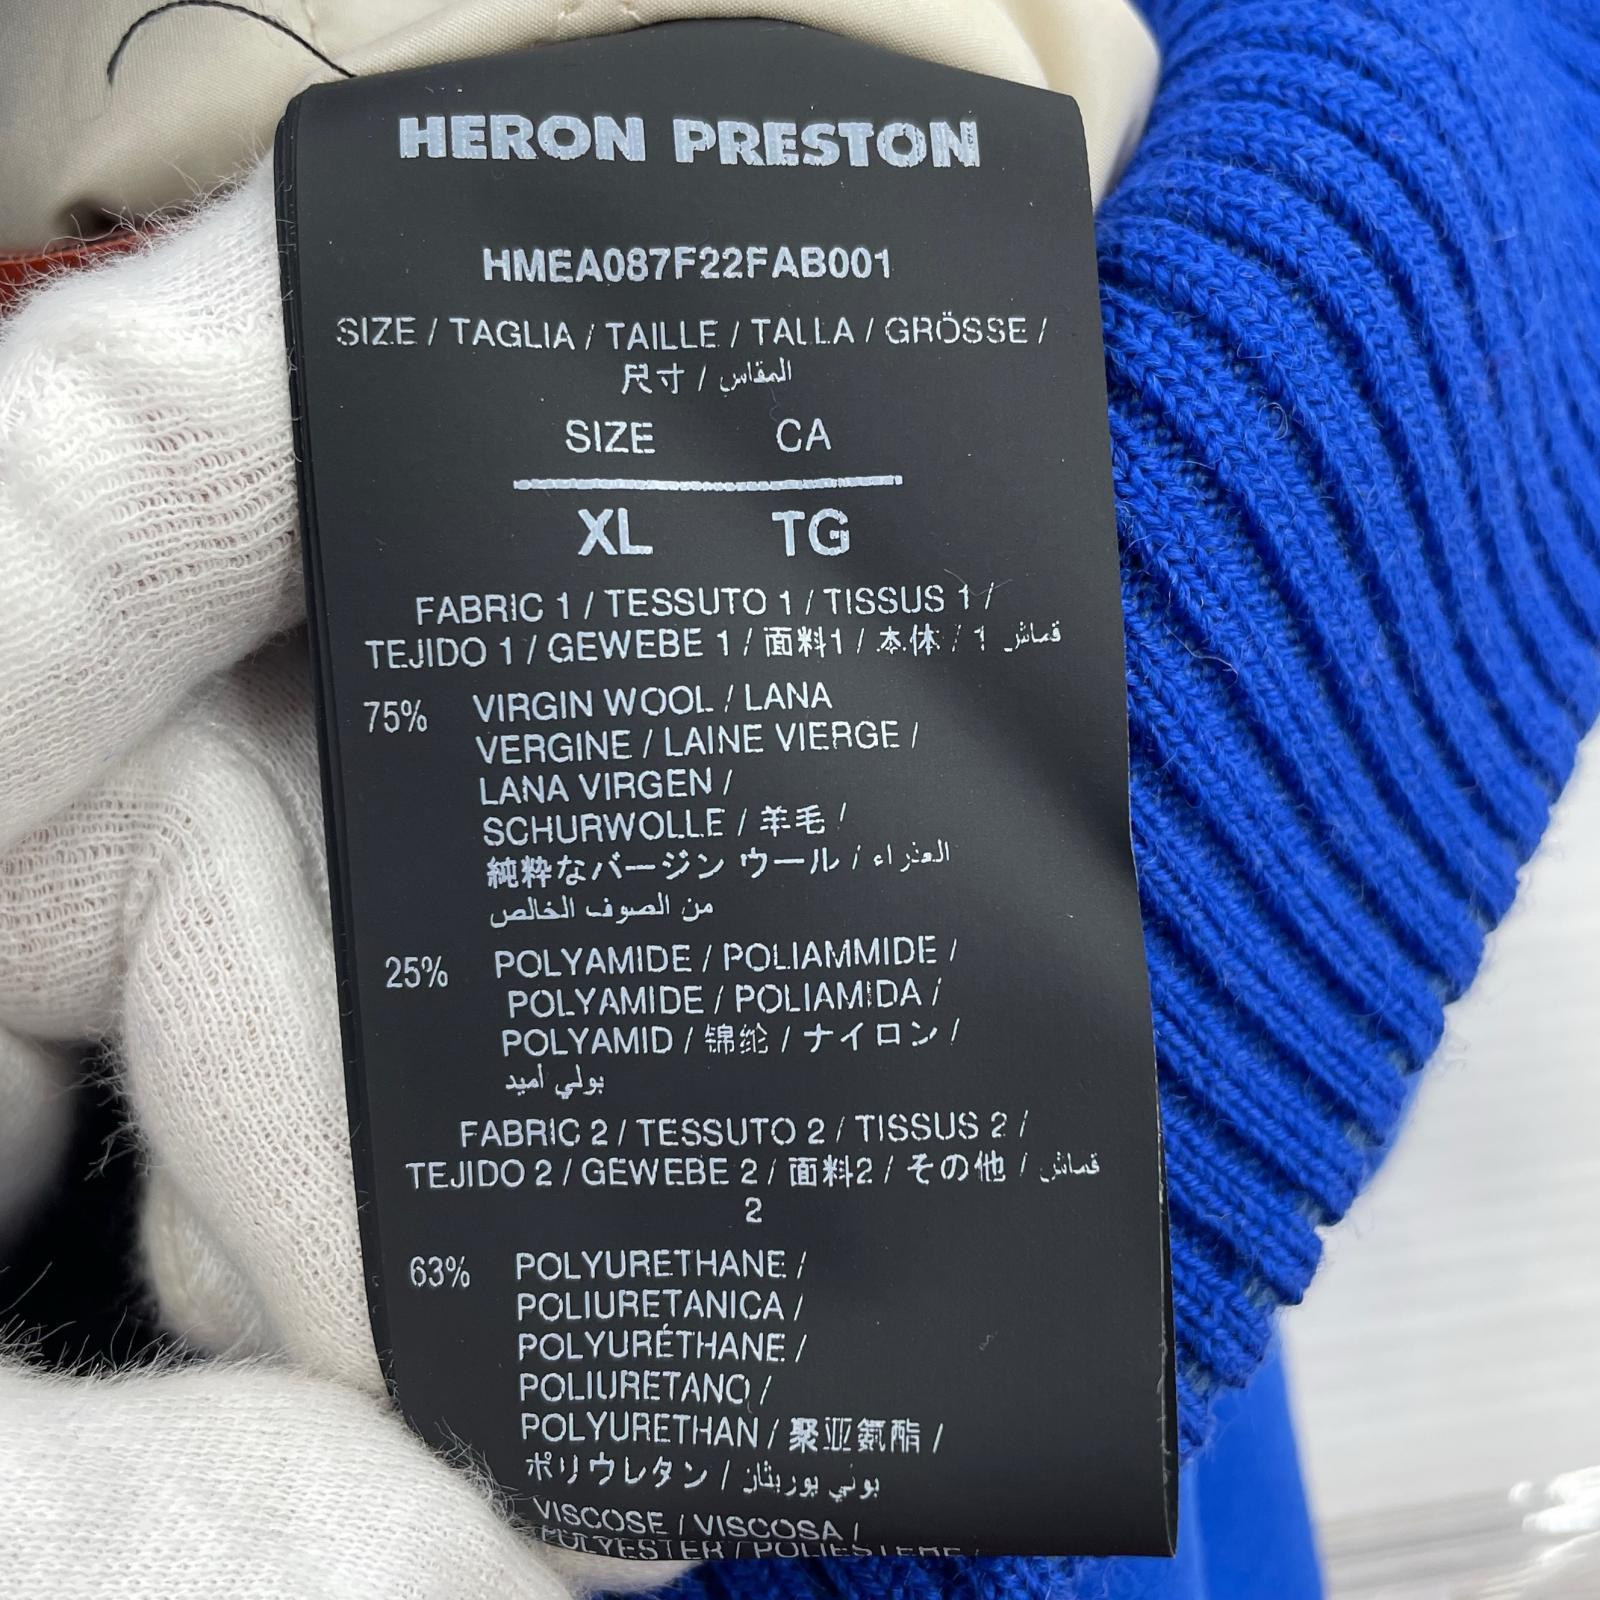 HERON PRESTON
HMEA087F22FAB001
SIZE / TAGLIA / TAILLE / TALLA / GRÖSSE /
尺寸 / المقاس
SIZE CA
XL TG
FABRIC 1 / TESSUTO 1 / TISSUS 1 /
TEJIDO 1 / GEWEBE 1 / 面料1 / 本体 / قماش 1
75% VIRGIN WOOL / LANA
VERGINE / LAINE VIERGE /
LANA VIRGEN /
SCHURWOLLE / 羊毛 /
純粋なバージン ウール / العذراء
من الصوف الخالص
25% POLYAMIDE / POLIAMMIDE /
POLYAMIDE / POLIAMIDA /
POLYAMID / 锦纶 / ナイロン /
بولي أميد
FABRIC 2 / TESSUTO 2 / TISSUS 2 /
TEJIDO 2 / GEWEBE 2 / 面料2 / その他 / قماش
2
63% POLYURETHANE /
POLIURETANICA /
POLYURÉTHANE /
POLIURETANO /
POLYURETHAN / 聚亚氨酯 /
ポリウレタン / بولي يوريثان
VISCOSE / VISCOSA /
POLYESTER / POLIESTERE /